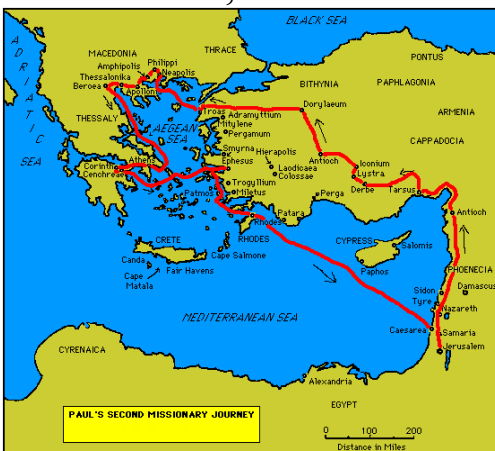 BLACK SEA
ADRIATIC SEA
MACEDONIA
THRACE
PONTUS
Philippi
Amphipolis
Neapolis
Thessalonika
Beroea
Apollonia
BITHYNIA
PAPHLAGONIA
Troas
Dorylaeum
Adramyttium
Mitylene
ARMENIA
THESSALY
AEGEAN
SEA
Pergamum
CAPPADOCIA
Smyrna
Hierapolis
Antioch
Iconium
Athens
Ephesus
Laodicea
Lystra
Corinth
Colossae
Cenchreae
Trogyllium
Derbe
Tarsus
Patmos
Miletus
Perga
Antioch
Patara
Rhodes
CRETE
RHODES
CYPRESS
Salomis
Canda
Cape Salmone
Fair Havens
Cape
Matala
Paphos
PHOENECIA
Sidon
Damascus
Tyre
Nazareth
MEDITERRANEAN SEA
Caesarea
Samaria
Jerusalem
CYRENAICA
Alexandria
EGYPT
PAUL'S SECOND MISSIONARY JOURNEY
0 100 200
Distance in Miles